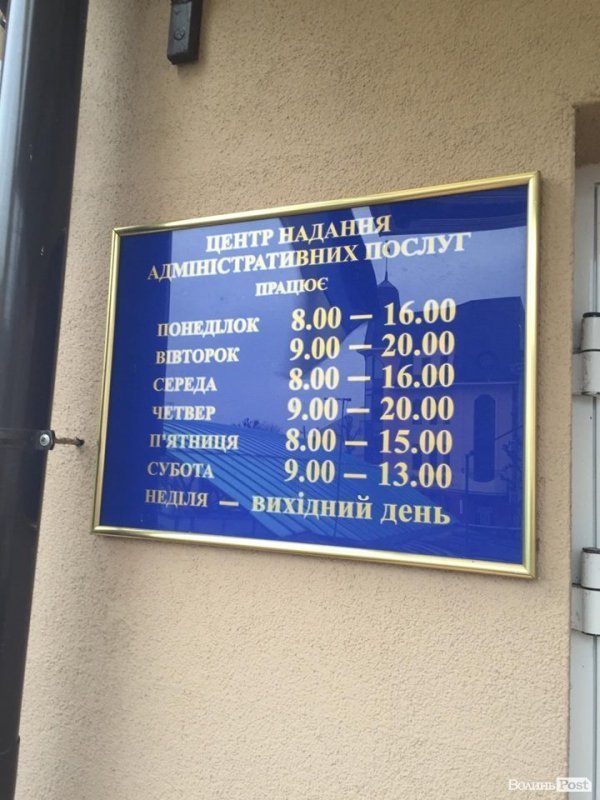 ЦЕНТР НАДАННЯ
АДМІНІСТРАТИВНИХ ПОСЛУГ
ПРАЦЮЄ
ПОНЕДІЛОК 8.00 – 16.00
ВІВТОРОК 9.00 – 20.00
СЕРЕДА 8.00 – 16.00
ЧЕТВЕР 9.00 – 20.00
П'ЯТНИЦЯ 8.00 – 15.00
СУБОТА 9.00 – 13.00
НЕДІЛЯ – вихідний день
ВолиньPost